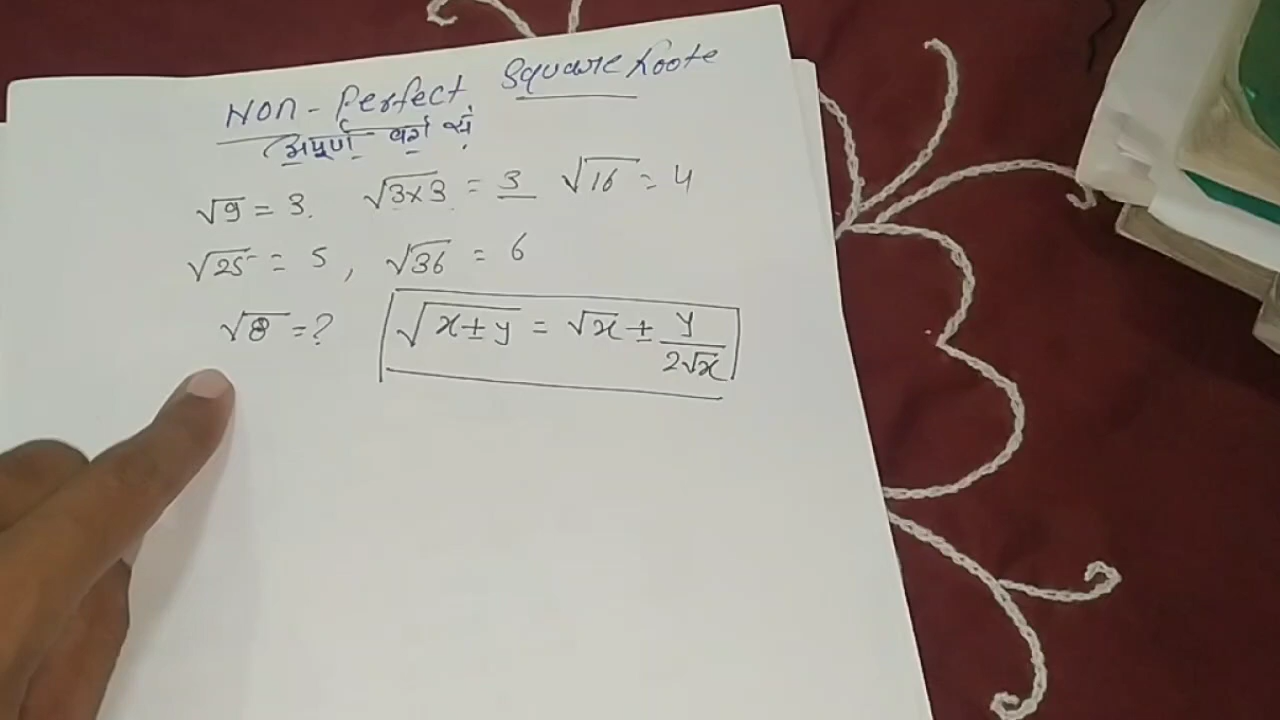 Non-Perfect Square Roote
अपूर्ण वर्ग से
√9 = 3. √3×3 = 3 √16 = 4
√25 = 5, √36 = 6
√8 = ? √x±y = √x ± y/2√x